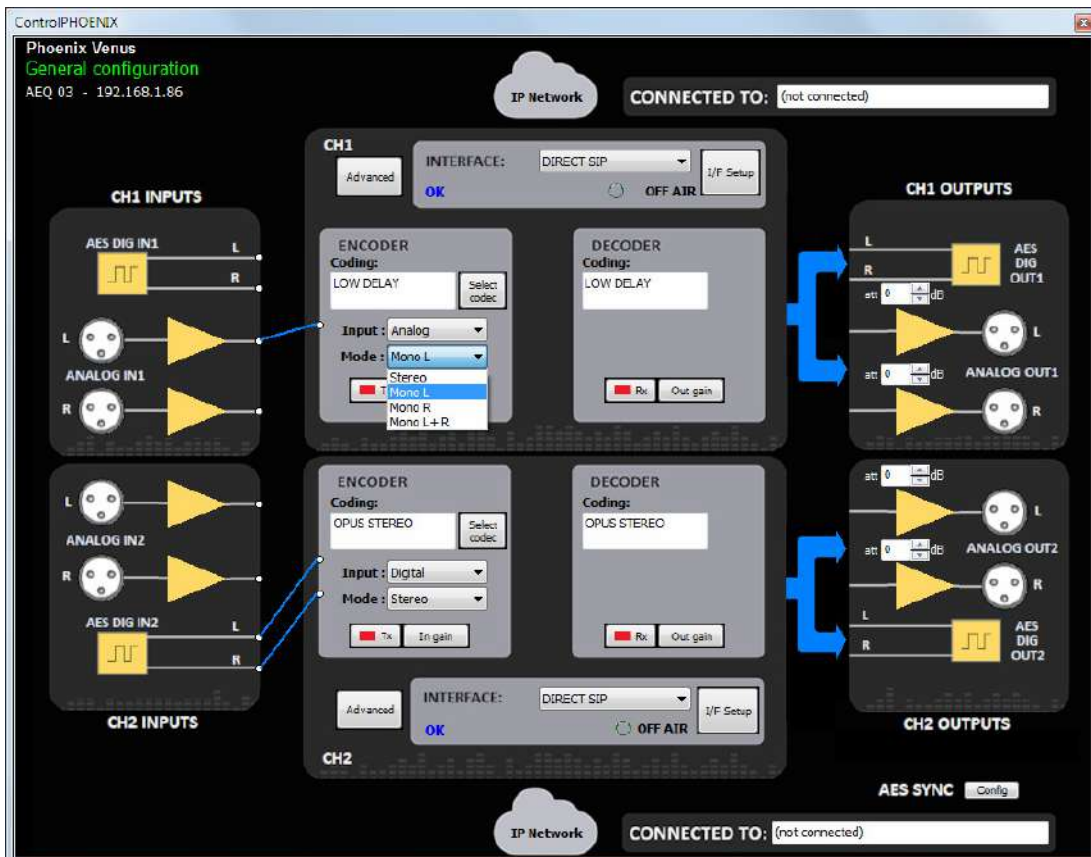 ControlPHOENIX
Phoenix Venus
General configuration
AEQ 03 - 192.168.1.86
IP Network
CONNECTED TO: (not connected)
CH1
Advanced
INTERFACE: DIRECT SIP
I/F Setup
OK
OFF AIR
CH1 INPUTS
CH1 OUTPUTS
AES DIG IN1
L
R
L
ANALOG IN1
R
ENCODER
Coding:
LOW DELAY
Select codec
Input : Analog
Mode : Mono L
Stereo
Mono L
Mono R
Mono L+R
T
DECODER
Coding:
LOW DELAY
Rx
Out gain
L
R
AES
DIG
OUT1
att 0 dB
L
att 0 dB
ANALOG OUT1
R
L
ANALOG IN2
R
AES DIG IN2
L
R
CH2 INPUTS
ENCODER
Coding:
OPUS STEREO
Select codec
Input : Digital
Mode : Stereo
Tx
In gain
DECODER
Coding:
OPUS STEREO
Rx
Out gain
att 0 dB
L
att 0 dB
ANALOG OUT2
R
L
R
AES
DIG
OUT2
CH2 OUTPUTS
Advanced
INTERFACE: DIRECT SIP
I/F Setup
OK
OFF AIR
CH2
AES SYNC Config
IP Network
CONNECTED TO: (not connected)